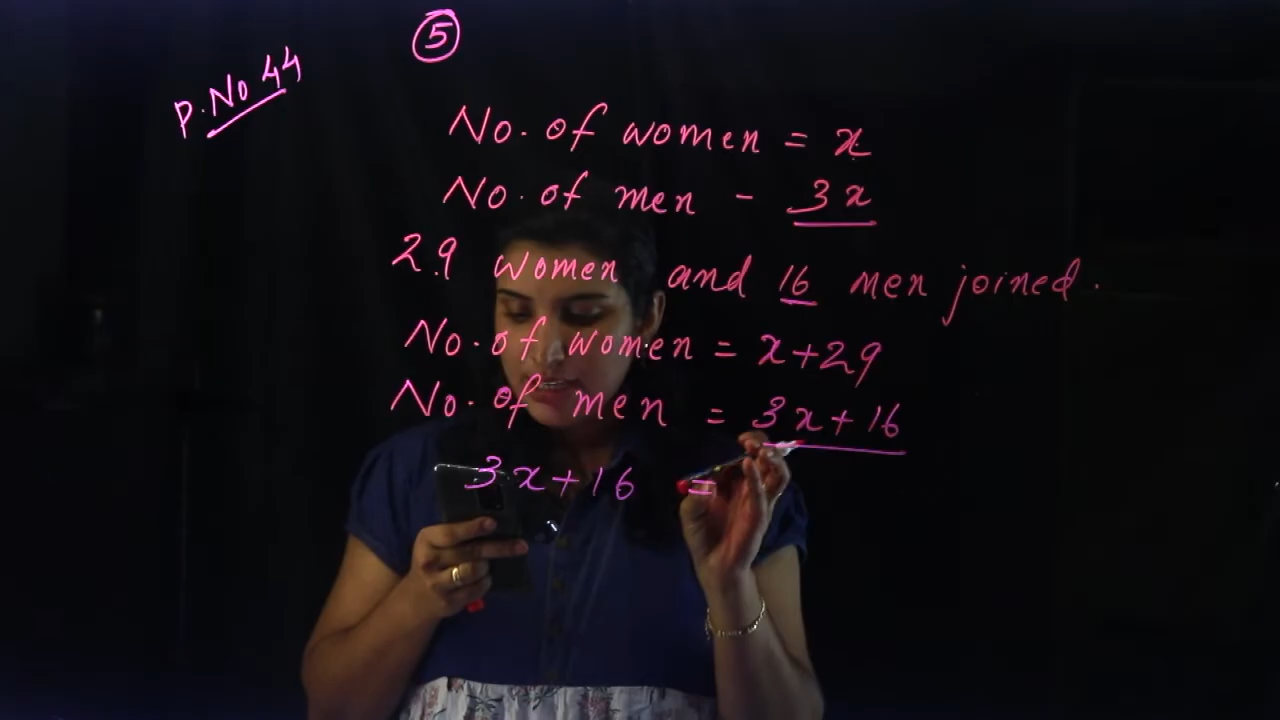 5
P. No 44
No. of women = x
No. of men - 3x
29 women and 16 men joined.
No. of women = x+29
No. of men = 3x+16
3x+16 =